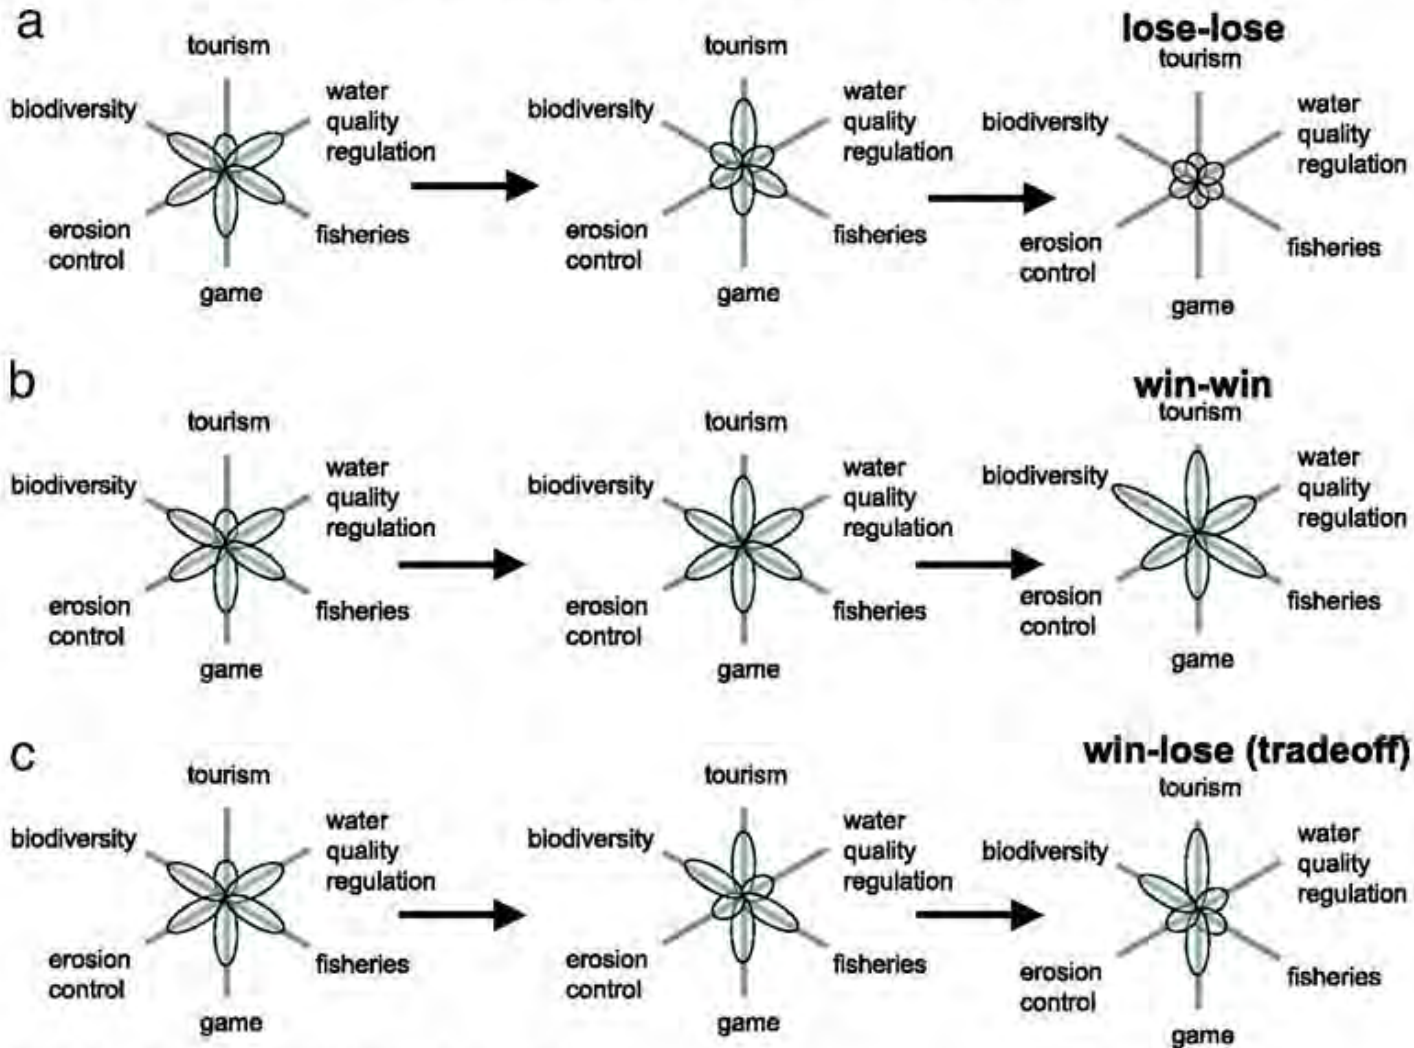 a
tourism
biodiversity
water
quality
regulation
erosion
control
fisheries
game
tourism
biodiversity
water
quality
regulation
erosion
control
fisheries
game
lose-lose
tourism
biodiversity
water
quality
regulation
erosion
control
fisheries
game
b
tourism
biodiversity
water
quality
regulation
erosion
control
fisheries
game
tourism
biodiversity
water
quality
regulation
erosion
control
fisheries
game
win-win
tourism
biodiversity
water
quality
regulation
erosion
control
fisheries
game
c
tourism
biodiversity
water
quality
regulation
erosion
control
fisheries
game
tourism
biodiversity
water
quality
regulation
erosion
control
fisheries
game
win-lose (tradeoff)
tourism
biodiversity
water
quality
regulation
erosion
control
fisheries
game